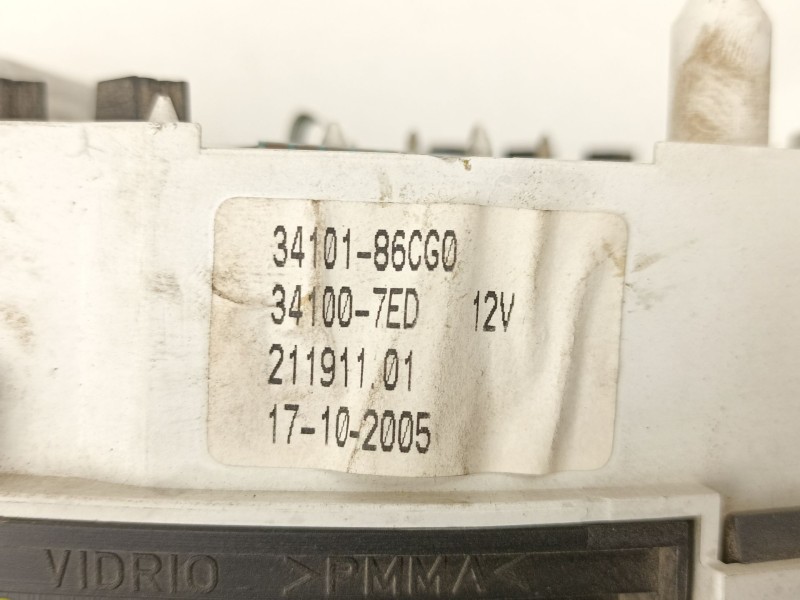 34101-86CG0
34100-7ED 12V
211911.01
17-10-2005
VIDRIO >PMMA<